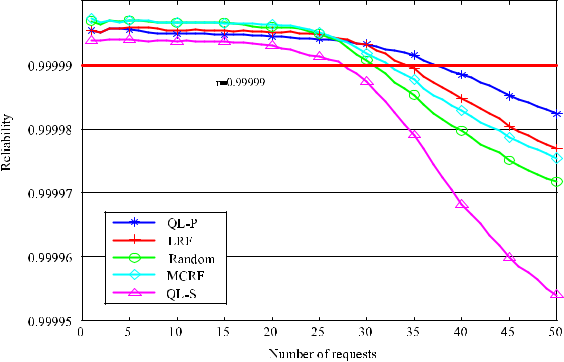 0.99999
τ=0.99999
0.99998
Reliability
0.99997
0.99996
0.99995
QL-P
LRF
Random
MCRF
QL-S
0 5 10 15 20 25 30 35 40 45 50
Number of requests